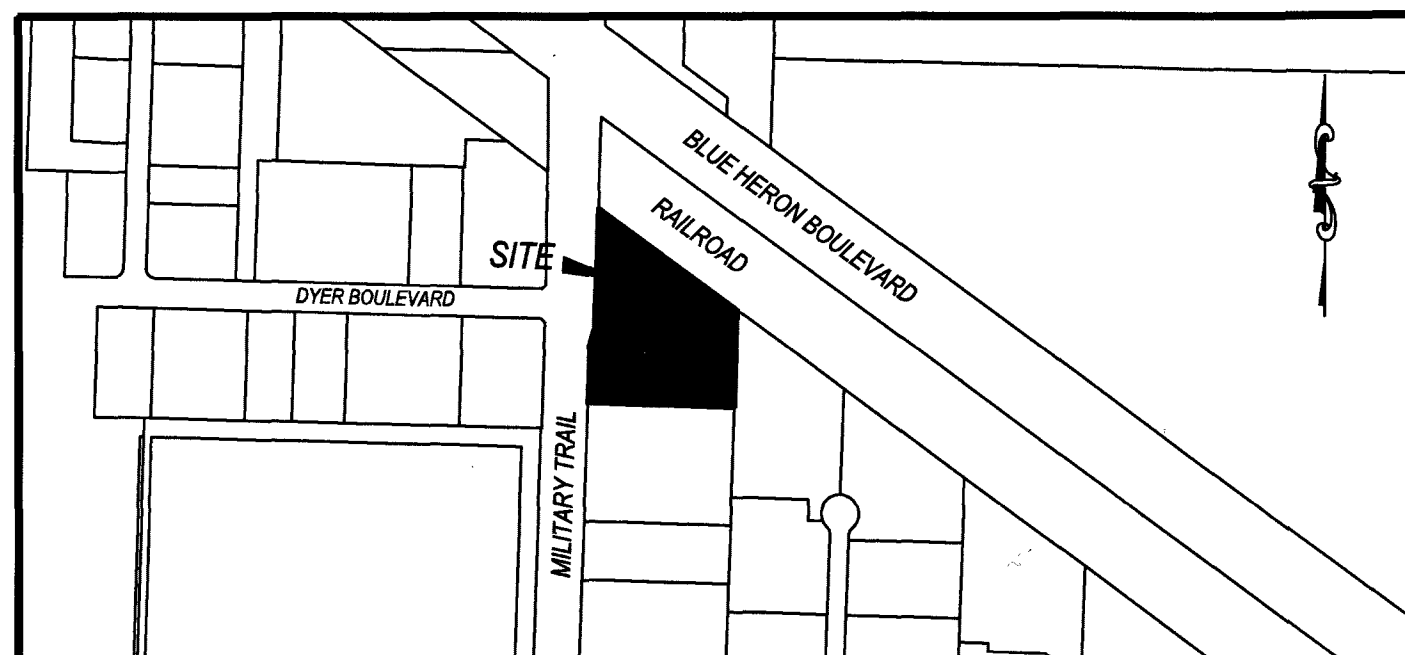 BLUE HERON BOULEVARD
RAILROAD
SITE
DYER BOULEVARD
MILITARY TRAIL